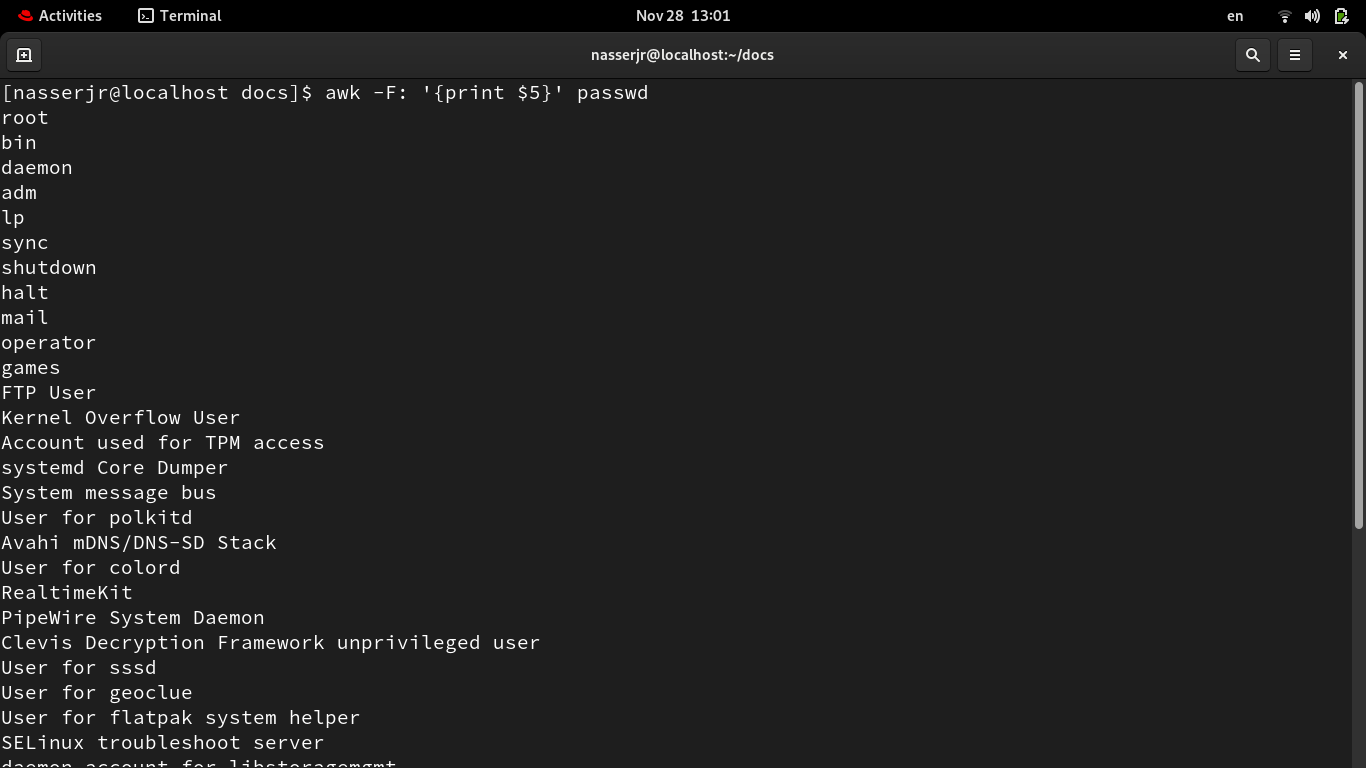 Activities
Terminal
Nov 28 13:01
en
nasserjr@localhost:~/docs
[nasserjr@localhost docs]$ awk -F: '{print $5}' passwd
root
bin
daemon
adm
lp
sync
shutdown
halt
mail
operator
games
FTP User
Kernel Overflow User
Account used for TPM access
systemd Core Dumper
System message bus
User for polkitd
Avahi mDNS/DNS-SD Stack
User for colord
RealtimeKit
PipeWire System Daemon
Clevis Decryption Framework unprivileged user
User for sssd
User for geoclue
User for flatpak system helper
SELinux troubleshoot server
daemon account for libstoragemgmt